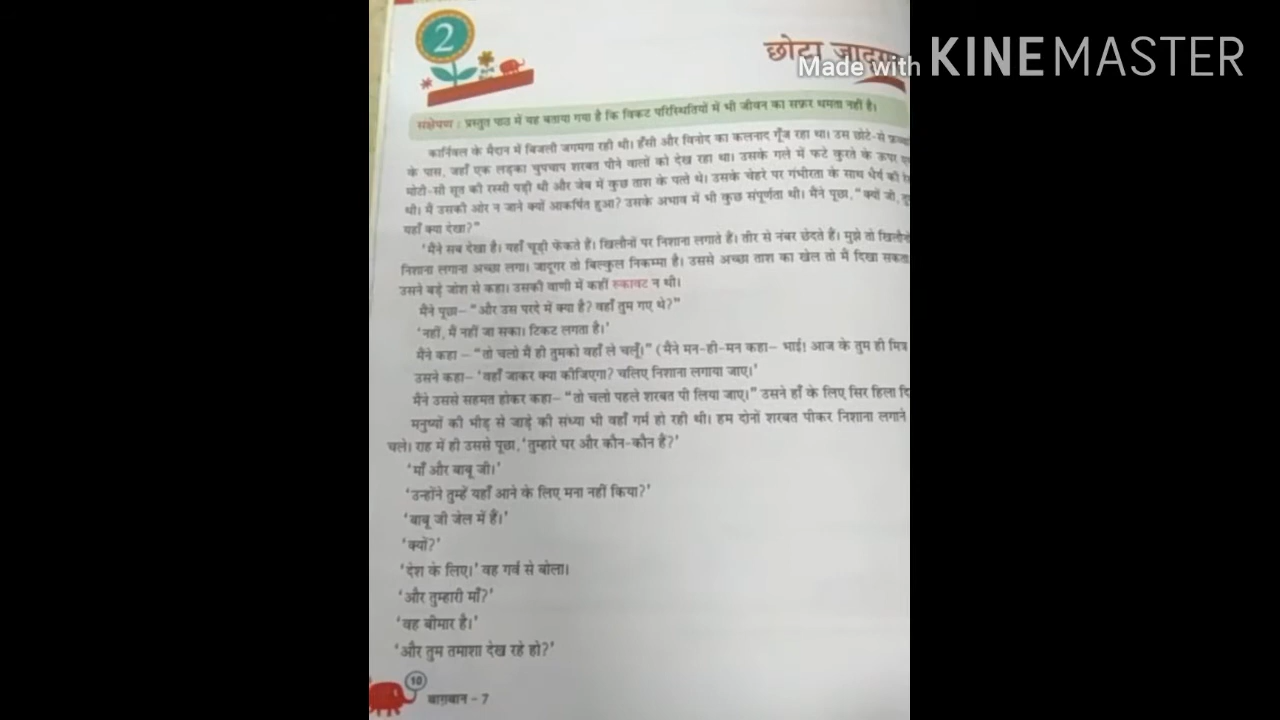 2
छोटा जादूगर
Made with KINEMASTER
संक्षेपण : प्रस्तुत पाठ में यह बताया गया है कि विकट परिस्थितियों में भी जीवन का सफ़र थमता नहीं है।
कार्निवल के मैदान में बिजली जगमगा रही थी। हँसी और विनोद का कलनाद गूँज रहा था। उस छोटे-से
के पास, जहाँ एक लड़का चुपचाप शरबत पीने वालों को देख रहा था। उसके गले में फटे कुरते के ऊपर
मोटी-सी सूत की रस्सी पड़ी थी और जेब में कुछ ताश के पत्ते थे। उसके चेहरे पर गंभीरता के साथ धैर्य की
थी। मैं उसकी ओर न जाने क्यों आकर्षित हुआ? उसके अभाव में भी कुछ संपूर्णता थी। मैंने पूछा, "क्यों जी,
यहाँ क्या देखा?"
'मैंने सब देखा है। यहाँ चूड़ी फेकते हैं। खिलौनों पर निशाना लगाते हैं। तीर से नंबर छेदते हैं। मुझे तो
निशाना लगाना अच्छा लगा। जादूगर तो बिल्कुल निकम्मा है। उससे अच्छा ताश का खेल तो मैं दिखा सकता
उसने बड़े जोश से कहा। उसकी वाणी में कहीं रुकावट न थी।
मैंने पूछा– "और उस परदे में क्या है? वहाँ तुम गए थे?"
'नहीं, मैं नहीं जा सका। टिकट लगता है।'
मैंने कहा – "तो चलो मैं ही तुमको वहाँ ले चलूँ।" (मैंने मन-ही-मन कहा– भाई! आज के तुम ही मित्र
उसने कहा– 'वहाँ जाकर क्या कीजिएगा? चलिए निशाना लगाया जाए।'
मैंने उससे सहमत होकर कहा– "तो चलो पहले शरबत पी लिया जाए।" उसने हाँ के लिए सिर हिला
मनुष्यों की भीड़ से जाड़े की संध्या भी वहाँ गर्भ हो रही थी। हम दोनों शरबत पीकर निशाना लगाने
चले। राह में ही उससे पूछा, 'तुम्हारे घर और कौन-कौन हैं?'
'माँ और बाबू जी।'
'उन्होंने तुम्हें यहाँ आने के लिए मना नहीं किया?'
'बाबू जी जेल में हैं।'
'क्यों?'
'देश के लिए।' वह गर्व से बोला।
'और तुम्हारी माँ?'
'वह बीमार है।'
'और तुम तमाशा देख रहे हो?'
10
बाग़बान - 7